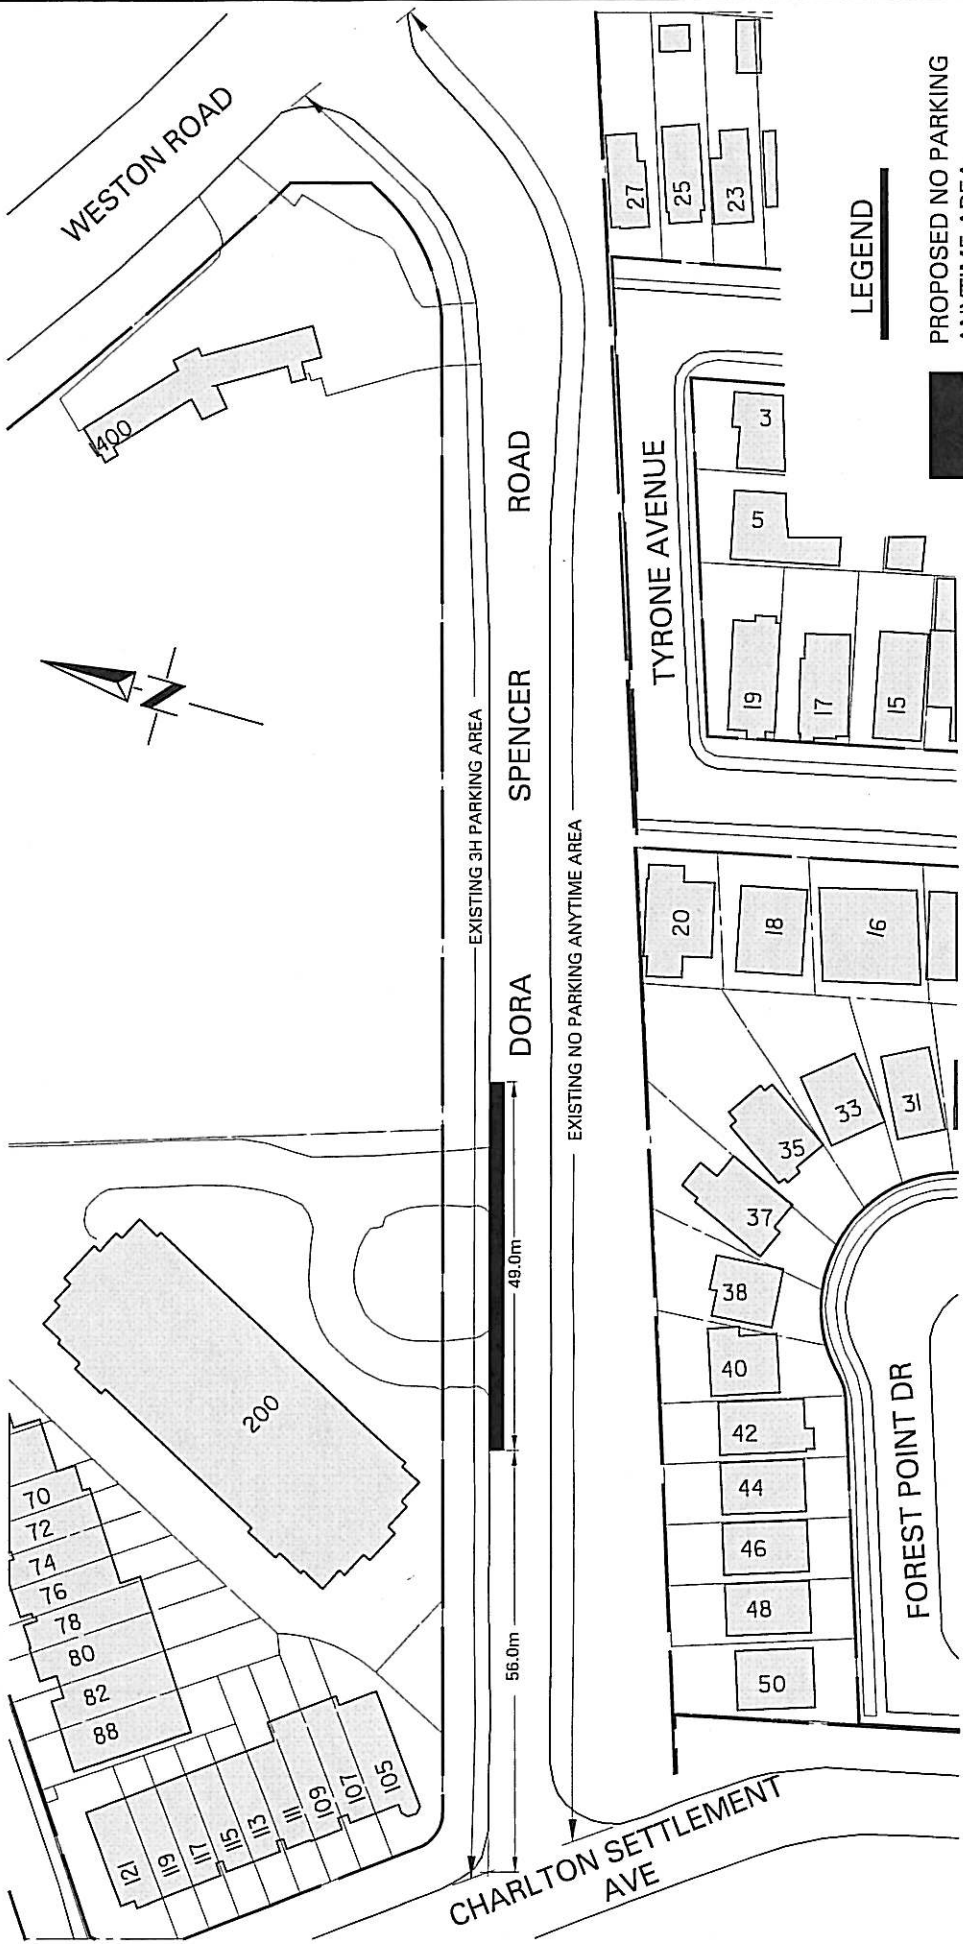 WESTON ROAD
1400
27
25
23
LEGEND
PROPOSED NO PARKING
ANYTIME AREA
DORA SPENCER ROAD
EXISTING 3H PARKING AREA
EXISTING NO PARKING ANYTIME AREA
TYRONE AVENUE
3
5
19
17
15
20
18
16
49.0m
56.0m
200
70
72
74
76
78
80
82
88
121
119
117
115
113
111
109
107
105
31
33
35
37
38
40
42
44
46
48
50
FOREST POINT DR
CHARLTON SETTLEMENT
AVE
N